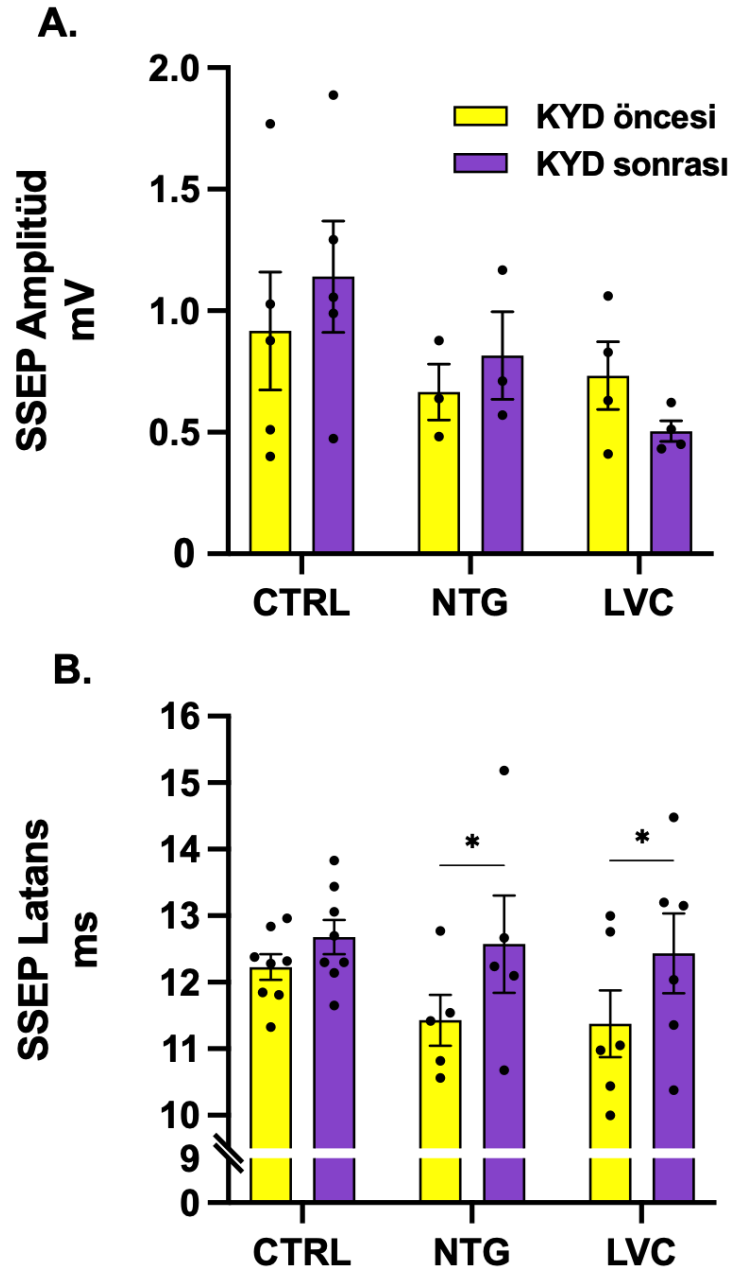 A.
SSEP Amplitüd
mV
2.0
1.5
1.0
0.5
0
KYD öncesi
KYD sonrası
CTRL NTG LVC
B.
SSEP Latans
ms
16
15
14
13
12
11
10
9
0
*
*
CTRL NTG LVC